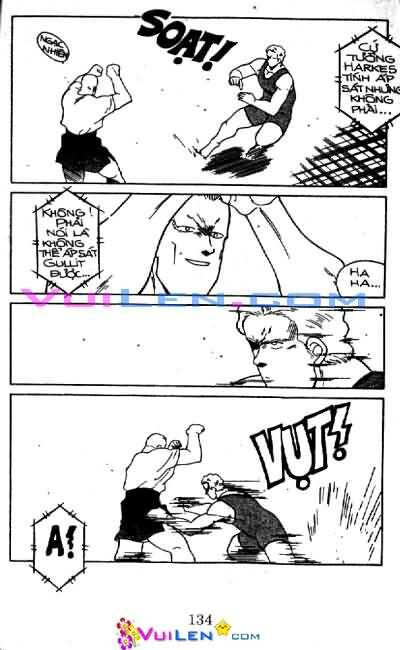 NGẠC
NHIÊN
SOẠT!
CỨ
TƯỞNG
HARKES
TÍNH ÁP
SÁT NHƯNG
KHÔNG
PHẢI...
KHÔNG!
PHẢI
NÓI LÀ
KHÔNG
THỂ ÁP SÁT
GULLIT
ĐƯỢC...
HA
HA...
VUILEN.COM
VỤT!
Á!
134
VUILEN.COM